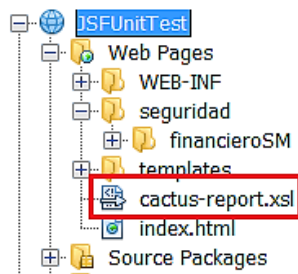 JSFUnitTest
Web Pages
WEB-INF
seguridad
financieroSM
templates
cactus-report.xsl
index.html
Source Packages